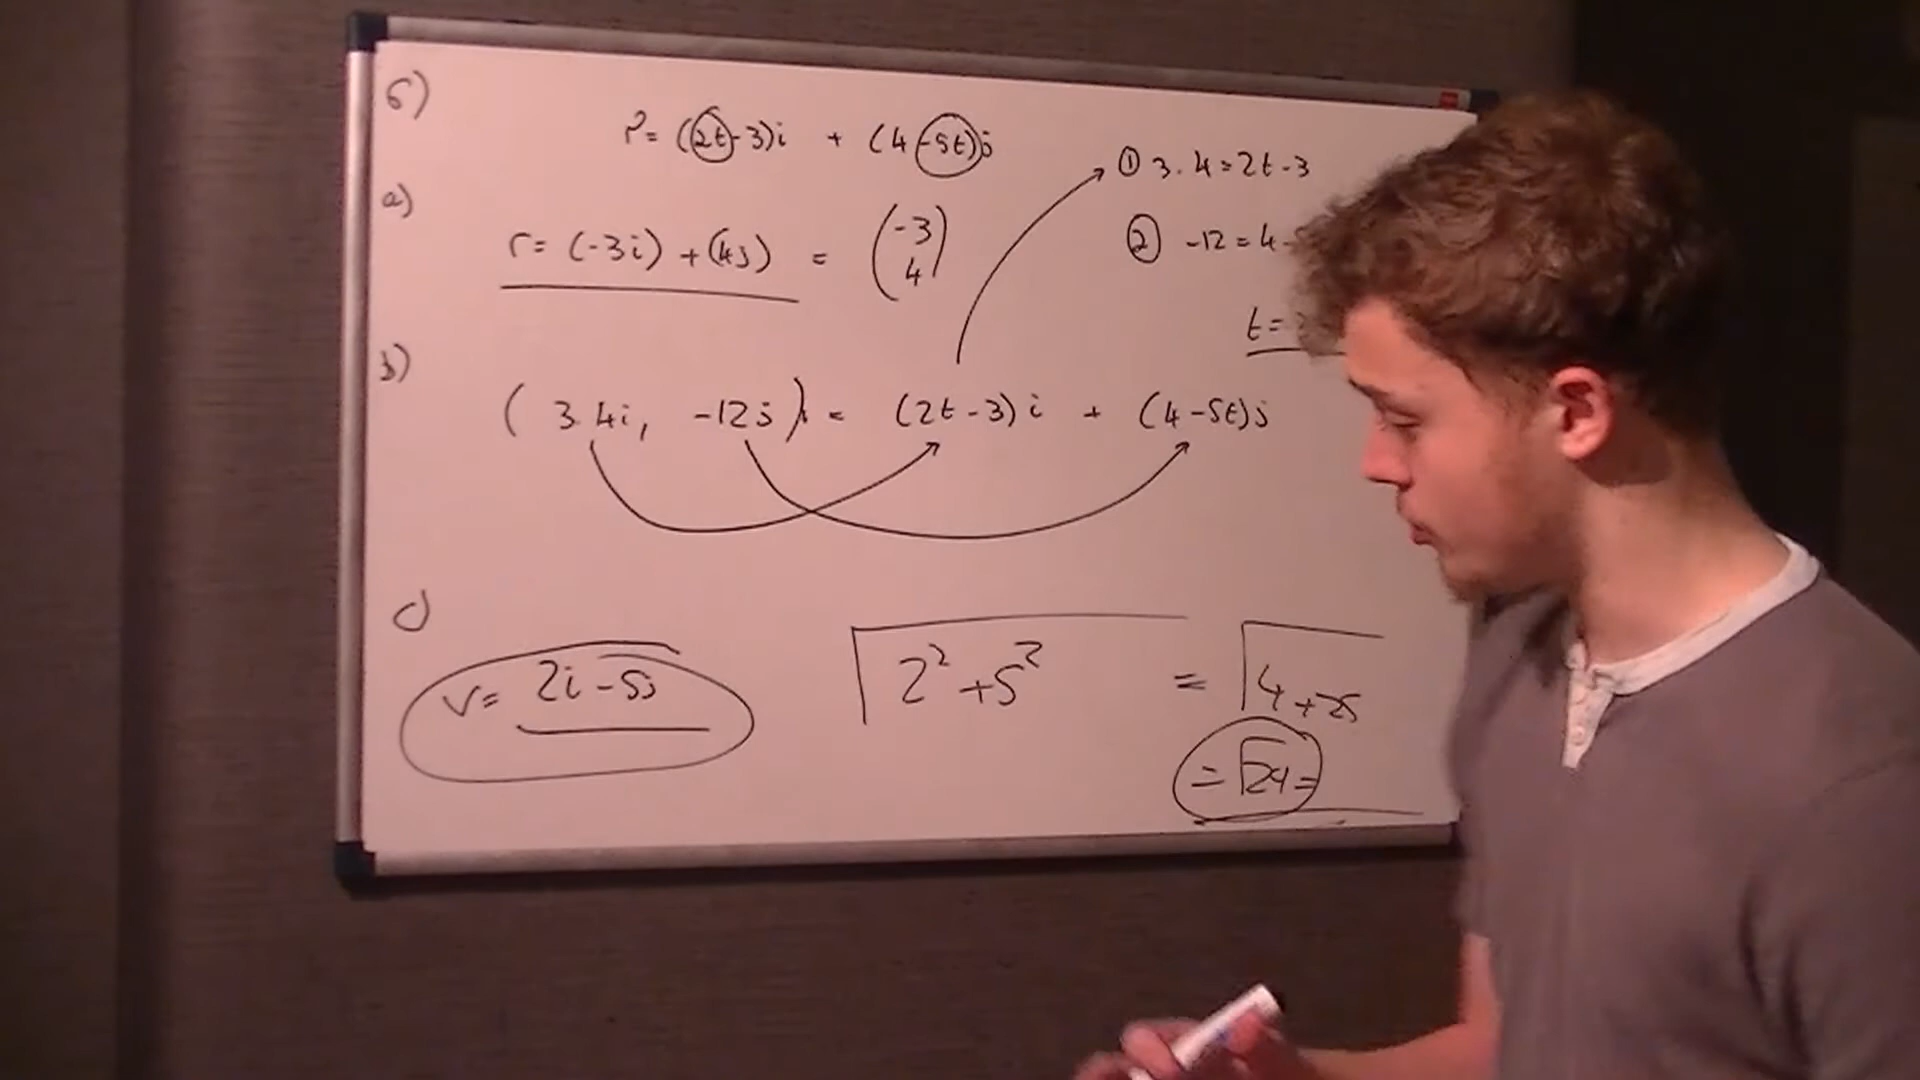 6)
r = (2t-3)i + (4-5t)j
① 3.4 = 2t-3
② -12 = 4-
t =
a)
r = (-3i) + (4j) = (-3 4)
b)
(3.4i, -12j) = (2t-3)i + (4-5t)j
c)
v = 2i-5j
√2²+5² = √4+25
= √29 =